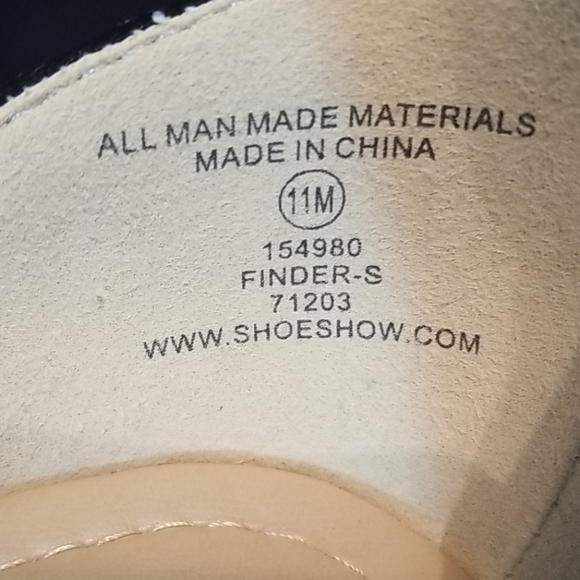 ALL MAN MADE MATERIALS
MADE IN CHINA
11M
154980
FINDER-S
71203
WWW.SHOESHOW.COM